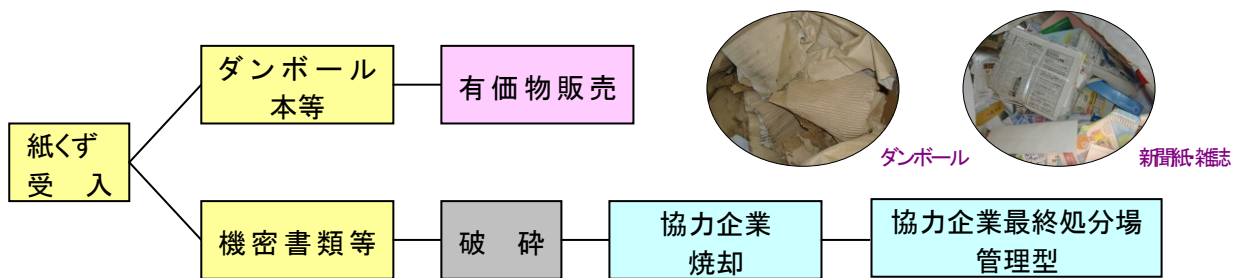 ダンボール
本等
有価物販売
ダンボール
新聞紙・雑誌
紙くず
受 入
機密書類等
破 砕
協力企業
焼却
協力企業最終処分場
管理型